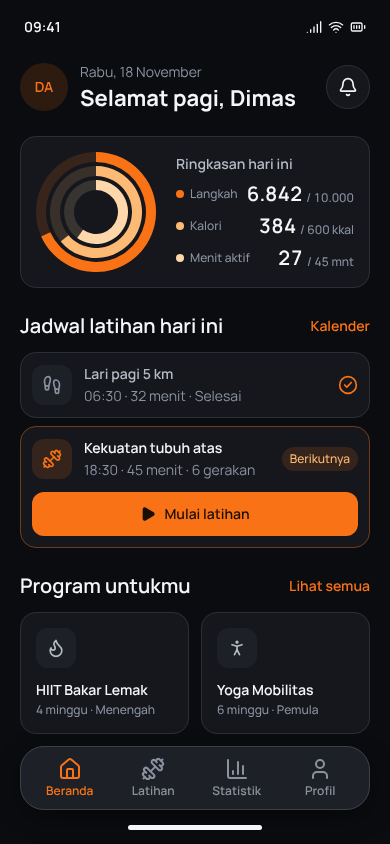 09:41
DA
Rabu, 18 November
Selamat pagi, Dimas
Ringkasan hari ini
Langkah 6.842 / 10.000
Kalori 384 / 600 kkal
Menit aktif 27 / 45 mnt
Jadwal latihan hari ini
Kalender
Lari pagi 5 km
06:30 · 32 menit · Selesai
Kekuatan tubuh atas
18:30 · 45 menit · 6 gerakan
Berikutnya
Mulai latihan
Program untukmu
Lihat semua
HIIT Bakar Lemak
4 minggu · Menengah
Yoga Mobilitas
6 minggu · Pemula
Beranda
Latihan
Statistik
Profil